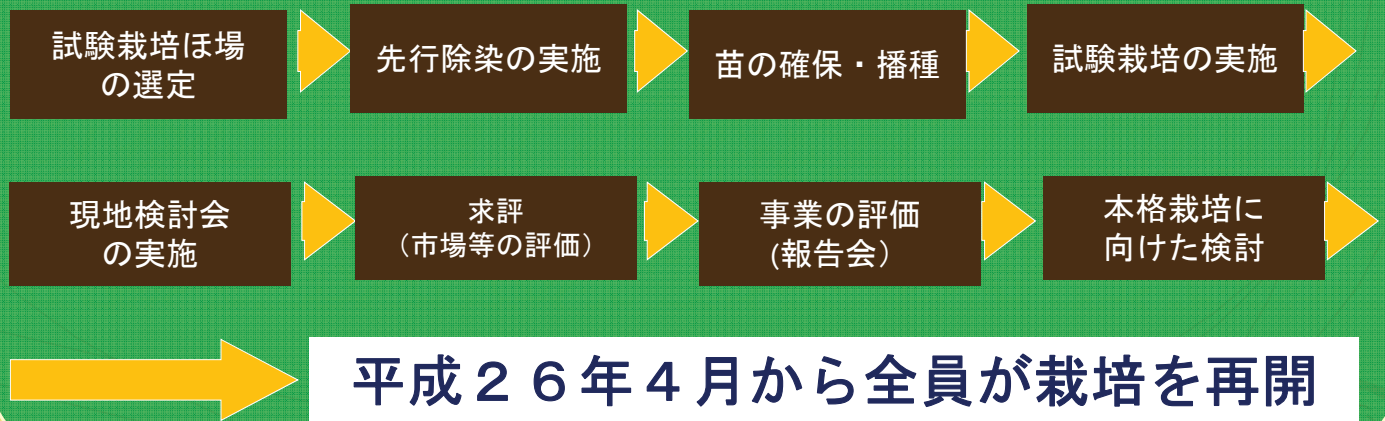 試験栽培ほ場
の選定
先行除染の実施
苗の確保・播種
試験栽培の実施
現地検討会
の実施
求評
（市場等の評価）
事業の評価
(報告会）
本格栽培に
向けた検討
平成２６年４月から全員が栽培を再開